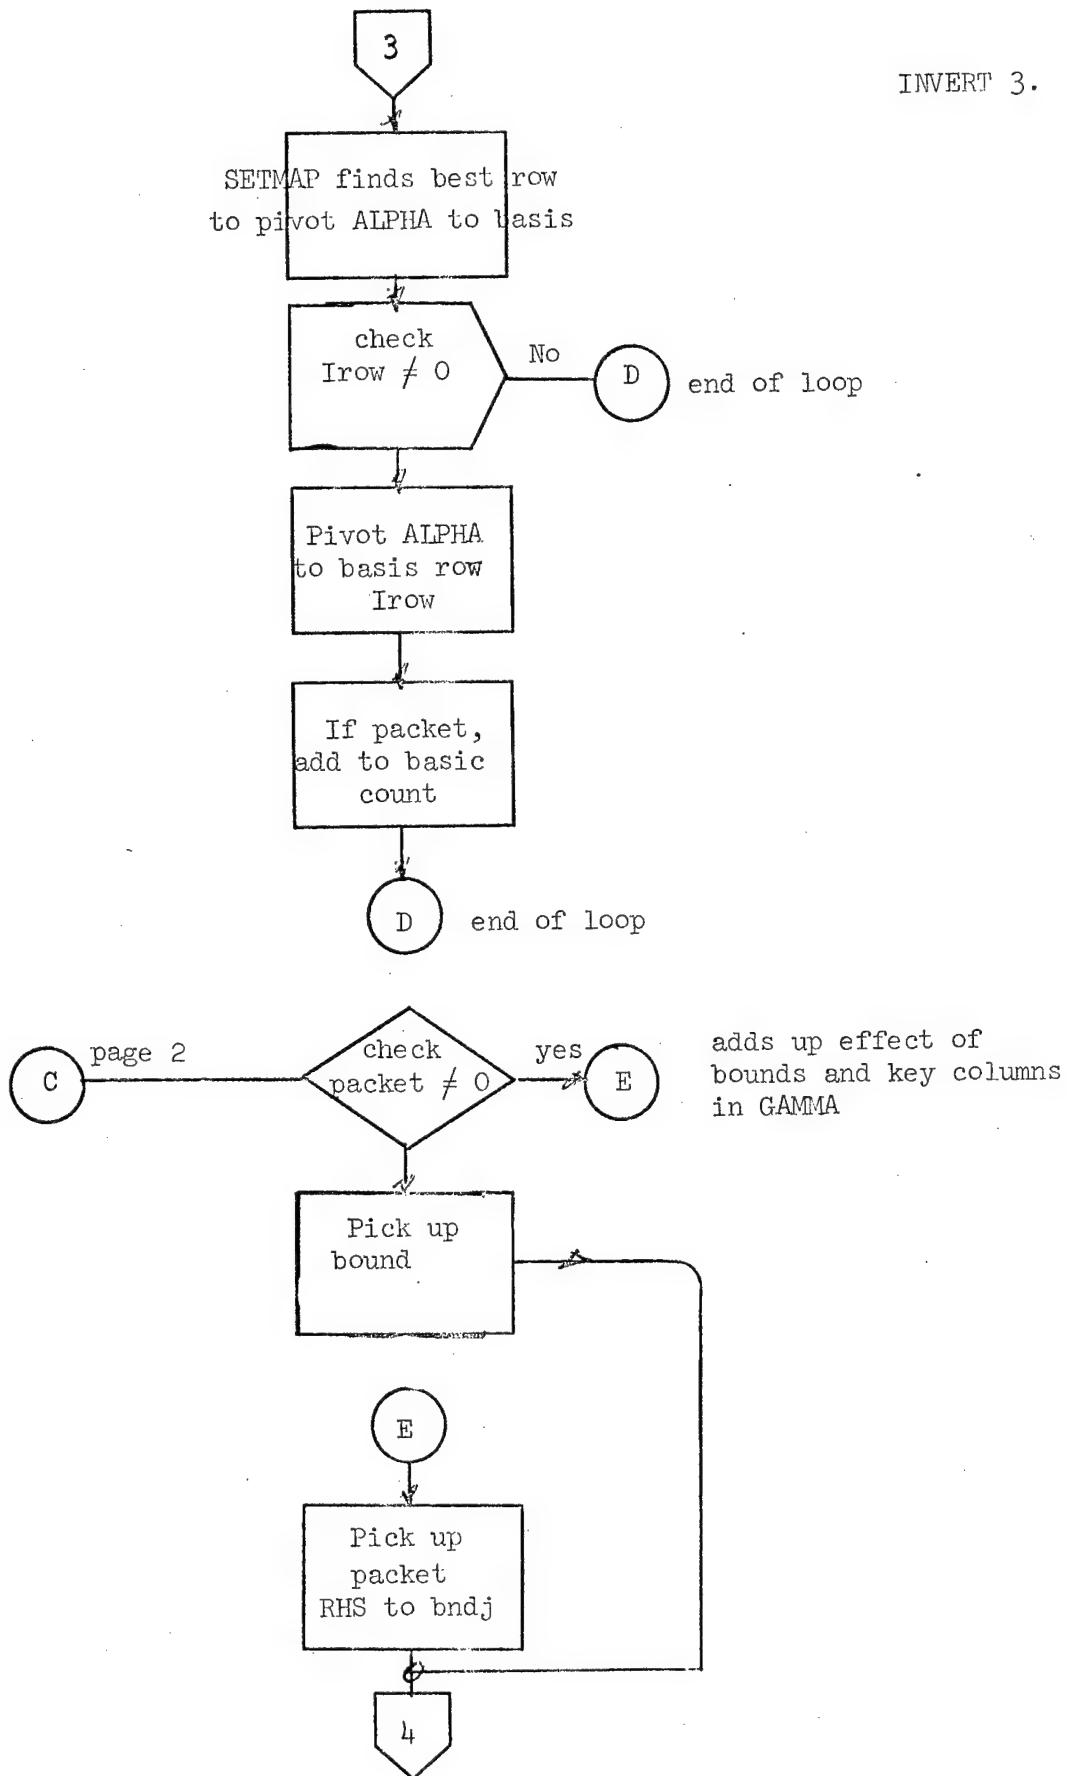 3
INVERT 3.
SETMAP finds best row
to pivot ALPHA to basis
check
Irow ≠ 0
No
D
end of loop
Pivot ALPHA
to basis row
Irow
If packet,
add to basic
count
D
end of loop
C
page 2
check
packet ≠ 0
yes
E
adds up effect of
bounds and key columns
in GAMMA
Pick up
bound
E
Pick up
packet
RHS to bndj
4